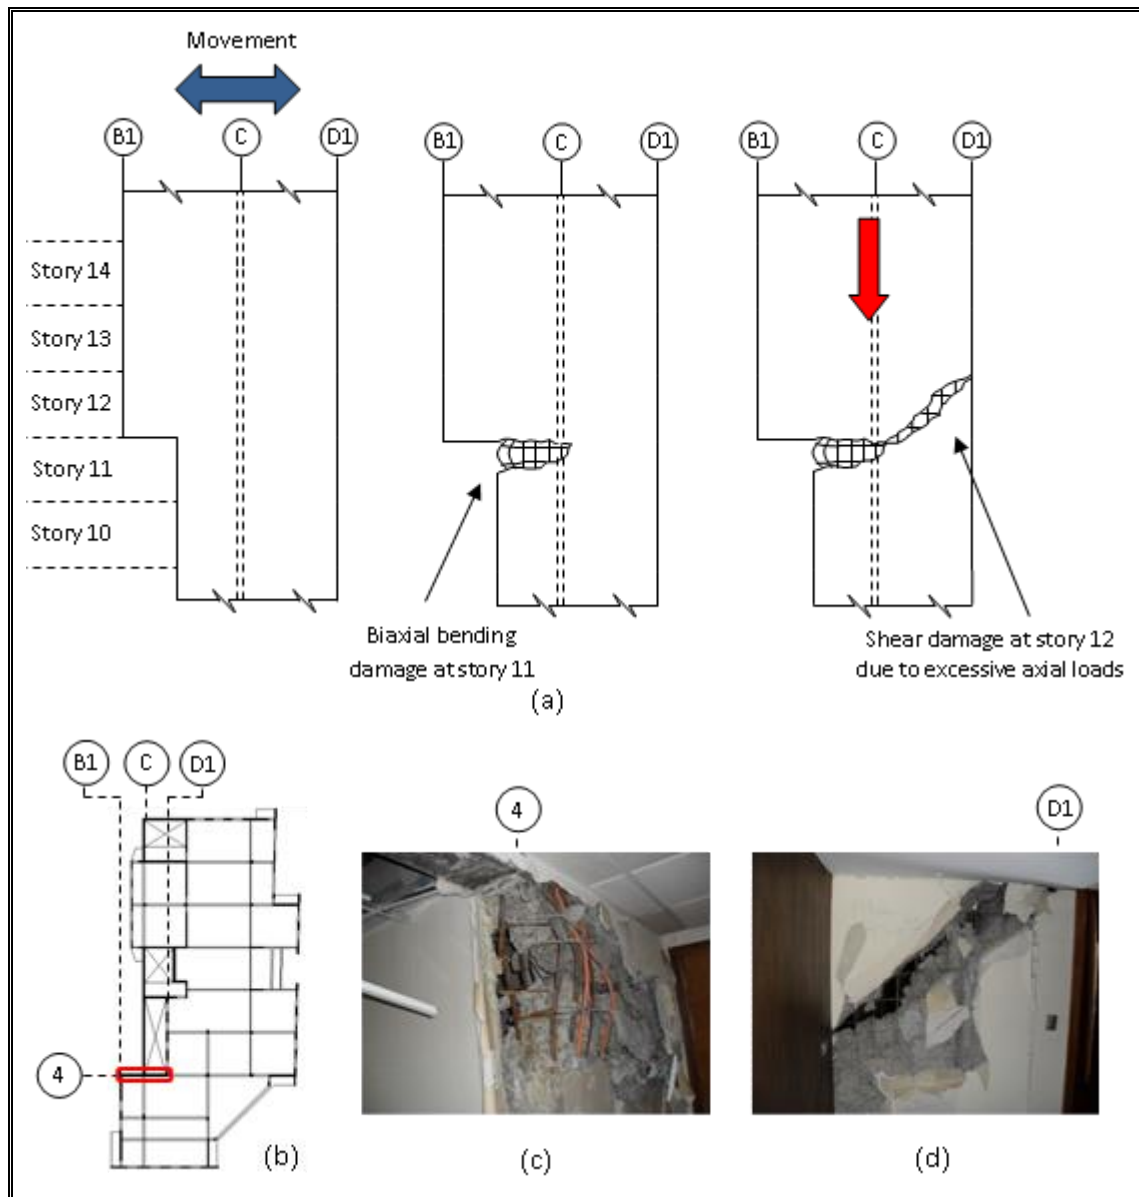 Movement
B1
C
D1
B1
C
D1
B1
C
D1
Story 14
Story 13
Story 12
Story 11
Story 10
Biaxial bending
damage at story 11
Shear damage at story 12
due to excessive axial loads
(a)
B1
C
D1
4
(b)
4
(c)
D1
(d)